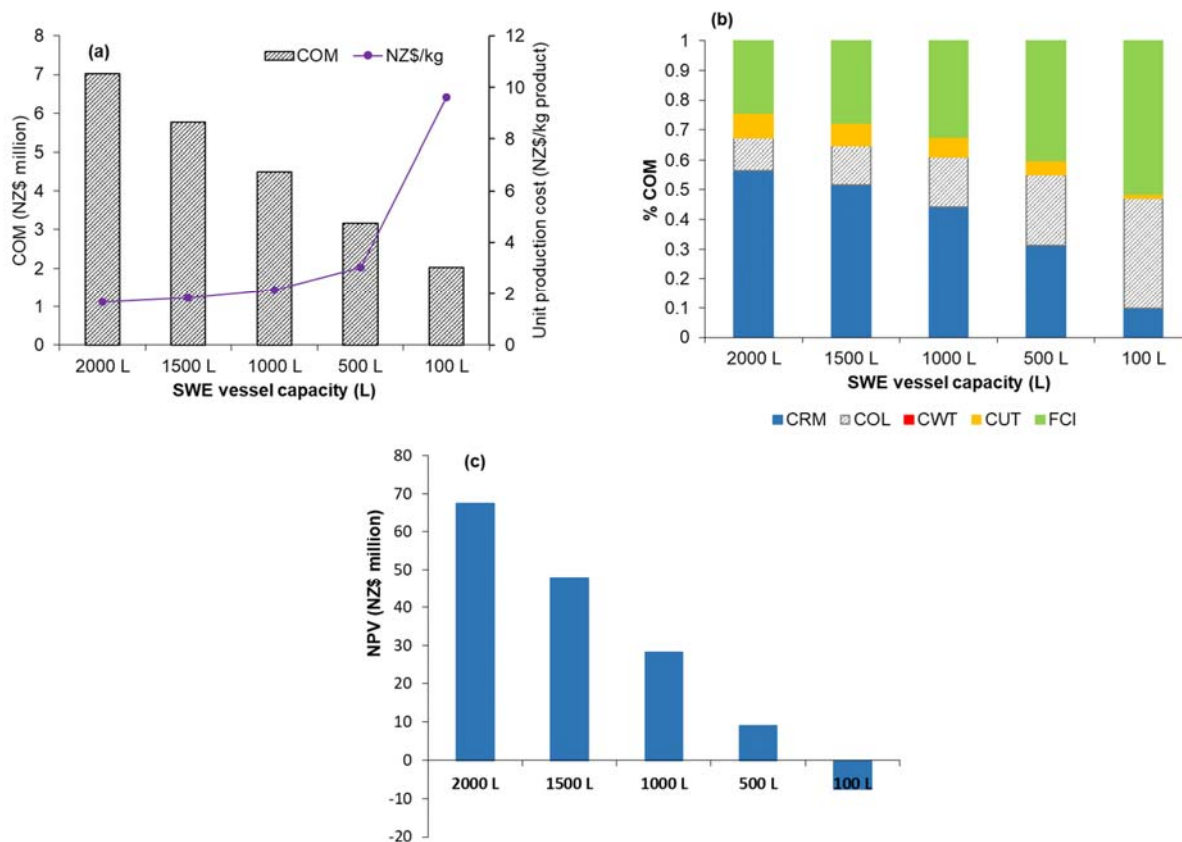 (a)
COM NZ$/kg
COM (NZ$ million)
8
7
6
5
4
3
2
1
0
Unit production cost (NZ$/kg product)
12
10
8
6
4
2
0
2000 L 1500 L 1000 L 500 L 100 L
SWE vessel capacity (L)
(b)
% COM
1
0.9
0.8
0.7
0.6
0.5
0.4
0.3
0.2
0.1
0
2000 L 1500 L 1000 L 500 L 100 L
SWE vessel capacity (L)
CRM COL CWT CUT FCI
(c)
NPV (NZ$ million)
80
70
60
50
40
30
20
10
0
-10
-20
2000 L 1500 L 1000 L 500 L 100 L